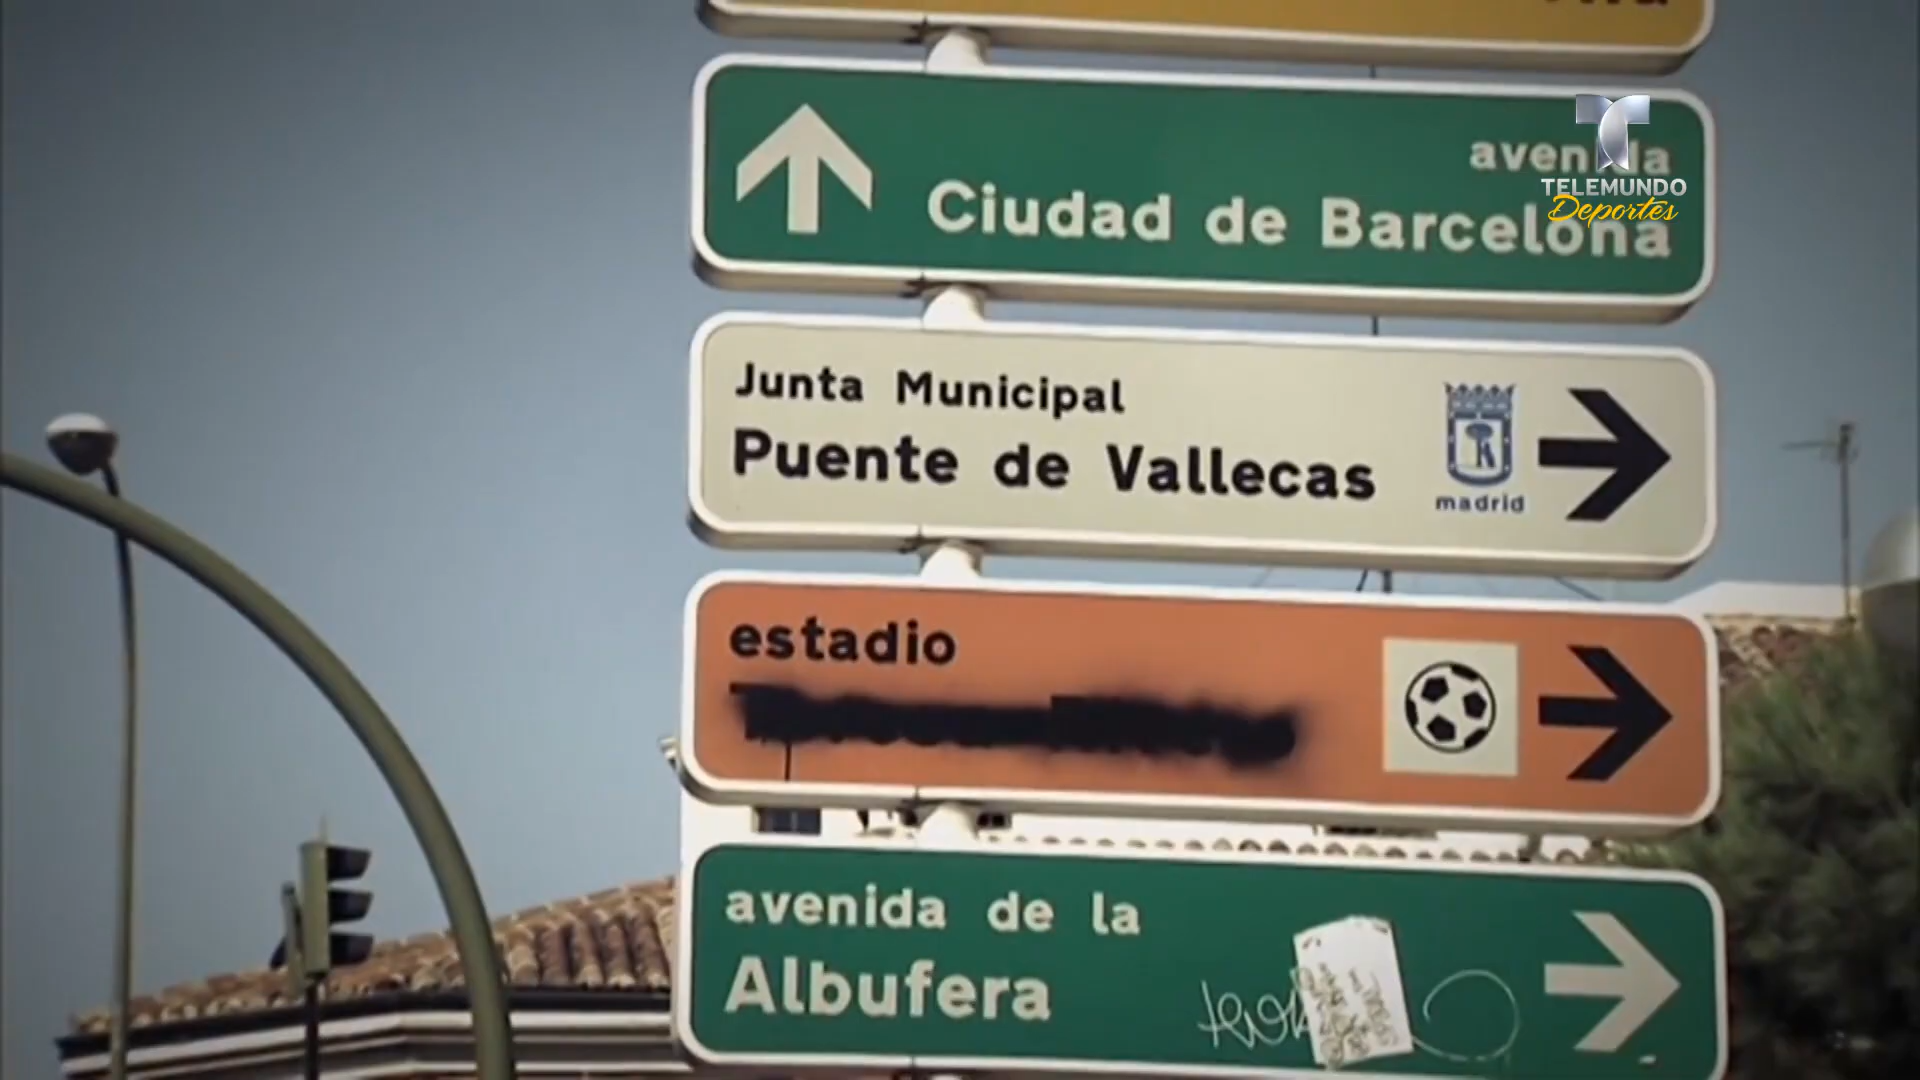 avenida
Ciudad de Barcelona
TELEMUNDO
Deportes
Junta Municipal
Puente de Vallecas
madrid
estadio
avenida de la
Albufera